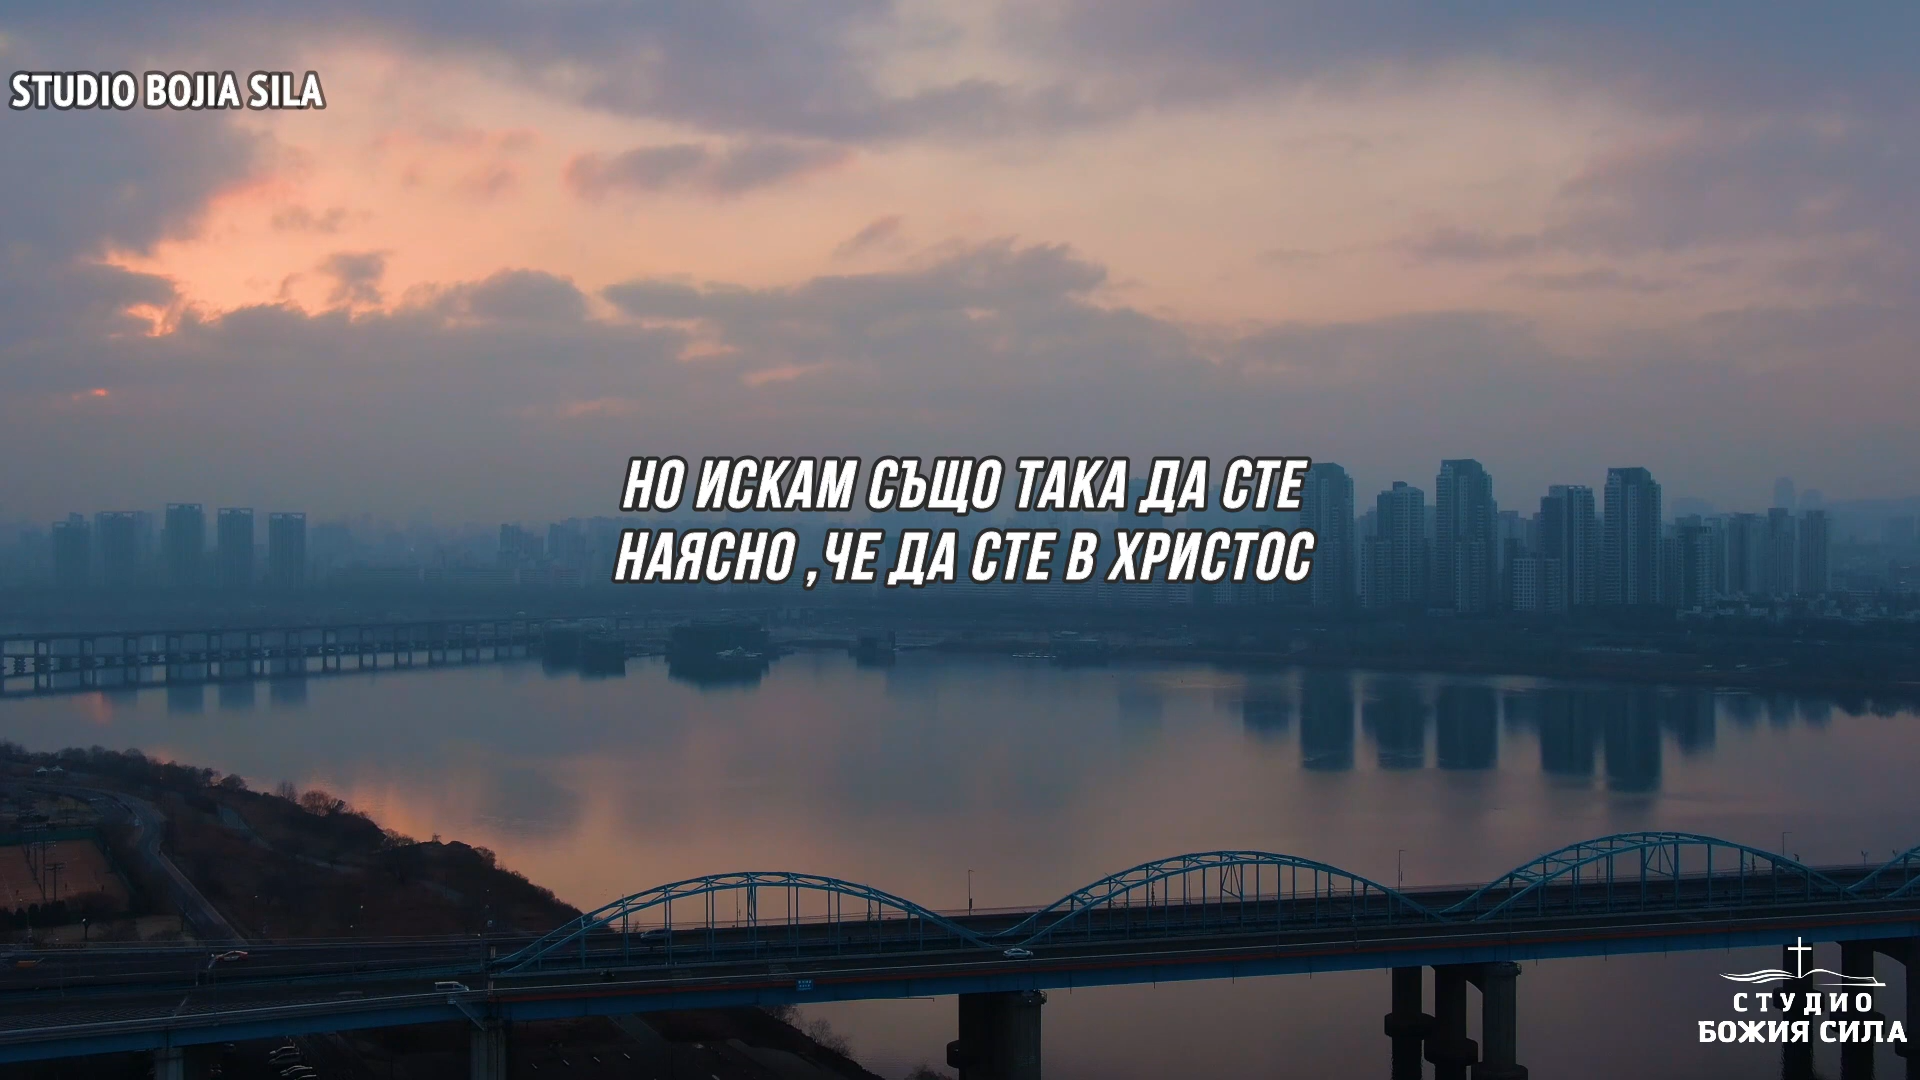 STUDIO BOJIA SILA
НО ИСКАМ СЪЩО ТАКА ДА СТЕ
НАЯСНО ,ЧЕ ДА СТЕ В ХРИСТОС
СТУДИО
БОЖИЯ СИЛА